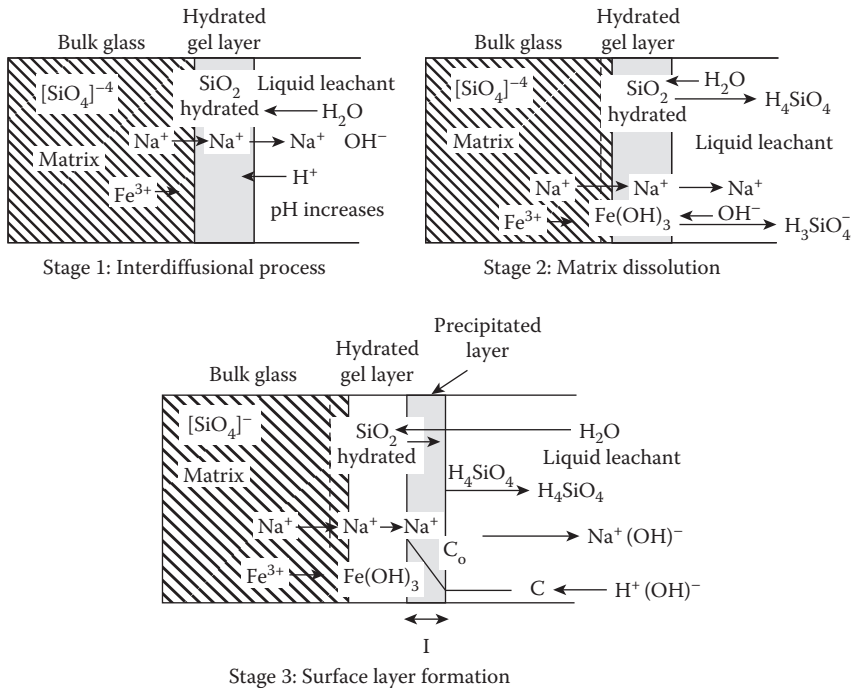 Hydrated
gel layer
Bulk glass
[SiO4]−4
SiO2
hydrated
Liquid leachant
H2O
Na+
Na+
Na+
OH−
Matrix
Fe3+
H+
pH increases
Stage 1: Interdiffusional process
Hydrated
gel layer
Bulk glass
[SiO4]−4
SiO2
hydrated
H2O
H4SiO4
Matrix
Liquid leachant
Na+
Na+
Na+
Fe3+
Fe(OH)3
OH−
H3SiO4−
Stage 2: Matrix dissolution
Precipitated
layer
Hydrated
gel layer
Bulk glass
[SiO4]−
SiO2
hydrated
H2O
Liquid leachant
Matrix
H4SiO4
H4SiO4
Na+
Na+
Na+
Na+ (OH)−
Co
Fe3+
Fe(OH)3
C
H+ (OH)−
I
Stage 3: Surface layer formation